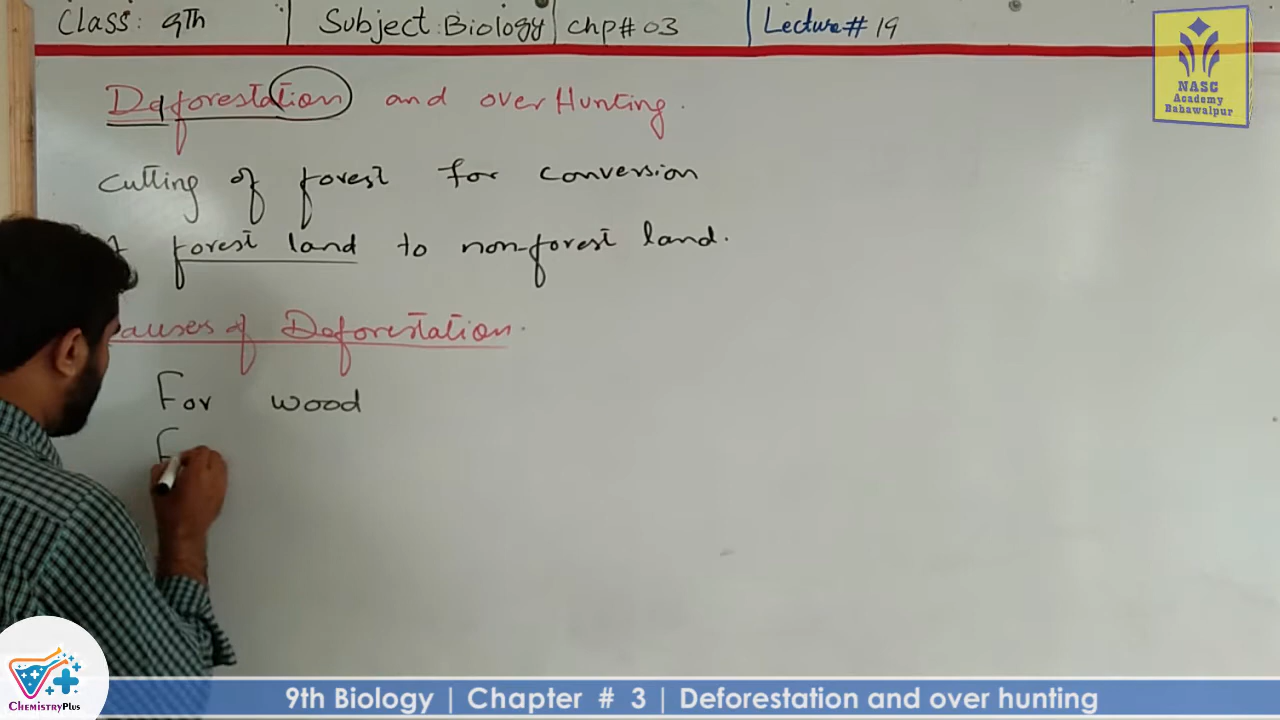 Class: 9Th | Subject: Biology | Chp# 03 | Lecture# 19
NASC
Academy
Bahawalpur
Deforestation and over Hunting.
Cutting of forest for conversion
forest land to non-forest land.
auses of Deforestation.
For wood
F
ChemistryPlus
9th Biology | Chapter # 3 | Deforestation and over hunting